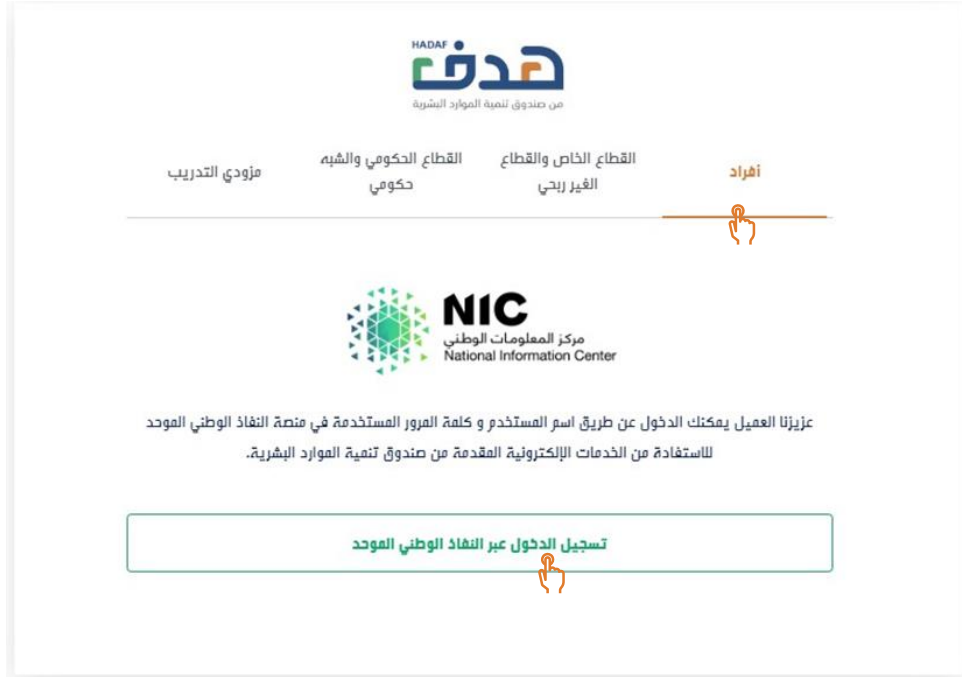 HADAF
هدف
من صندوق تنمية الموارد البشرية
أفراد
القطاع الخاص والقطاع
الغير ربحي
القطاع الحكومي والشبه
حكومي
مزودي التدريب
NIC
مركز المعلومات الوطني
National Information Center
عزيزنا العميل يمكنك الدخول عن طريق اسم المستخدم و كلمة المرور المستخدمة في منصة النفاذ الوطني الموحد
للاستفادة من الخدمات الإلكترونية المقدمة من صندوق تنمية الموارد البشرية.
تسجيل الدخول عبر النفاذ الوطني الموحد